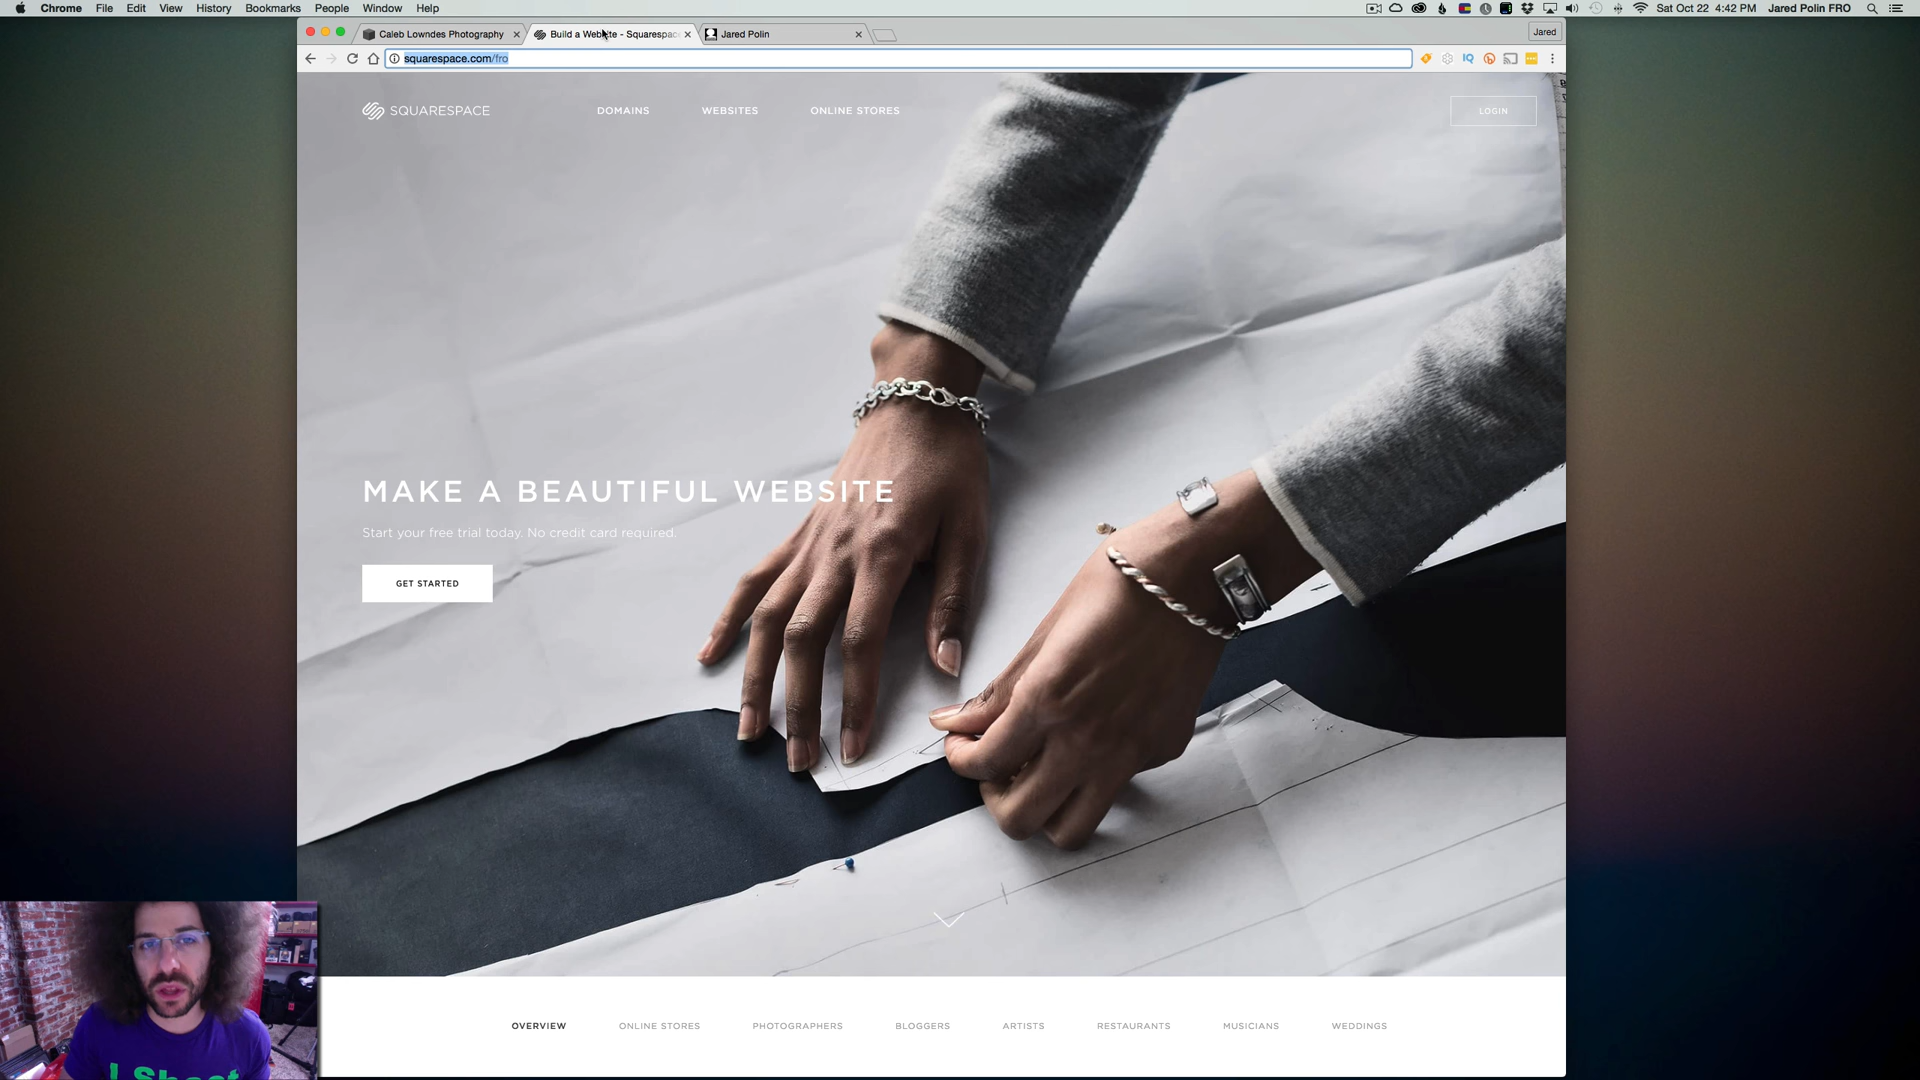 Chrome File Edit View History Bookmarks People Window Help
Sat Oct 22 4:42 PM Jared Polin FRO
Caleb Lowndes Photography
Build a Website - Squarespac
Jared Polin
Jared
squarespace.com/fro
IQ
SQUARESPACE
DOMAINS WEBSITES ONLINE STORES
LOGIN
MAKE A BEAUTIFUL WEBSITE
Start your free trial today. No credit card required.
GET STARTED
OVERVIEW ONLINE STORES PHOTOGRAPHERS BLOGGERS ARTISTS RESTAURANTS MUSICIANS WEDDINGS
I Shoot